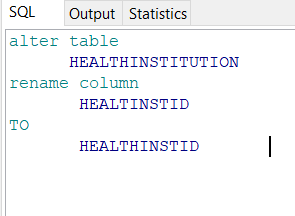 SQL Output Statistics
alter table
HEALTHINSTITUTION
rename column
HEALTINSTID
TO
HEALTHINSTID